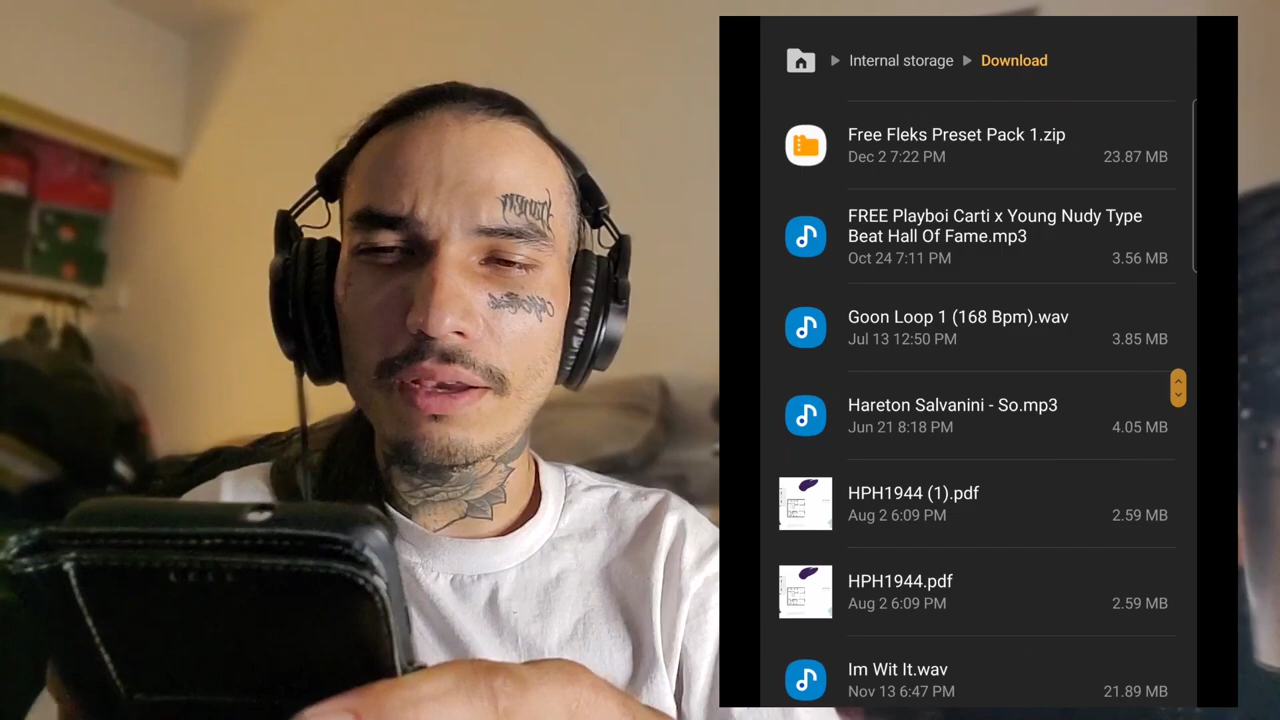 Internal storage
Download
Free Fleks Preset Pack 1.zip
Dec 2 7:22 PM
23.87 MB
FREE Playboi Carti x Young Nudy Type
Beat Hall Of Fame.mp3
Oct 24 7:11 PM
3.56 MB
Goon Loop 1 (168 Bpm).wav
Jul 13 12:50 PM
3.85 MB
Hareton Salvanini - So.mp3
Jun 21 8:18 PM
4.05 MB
HPH1944 (1).pdf
Aug 2 6:09 PM
2.59 MB
HPH1944.pdf
Aug 2 6:09 PM
2.59 MB
Im Wit It.wav
Nov 13 6:47 PM
21.89 MB